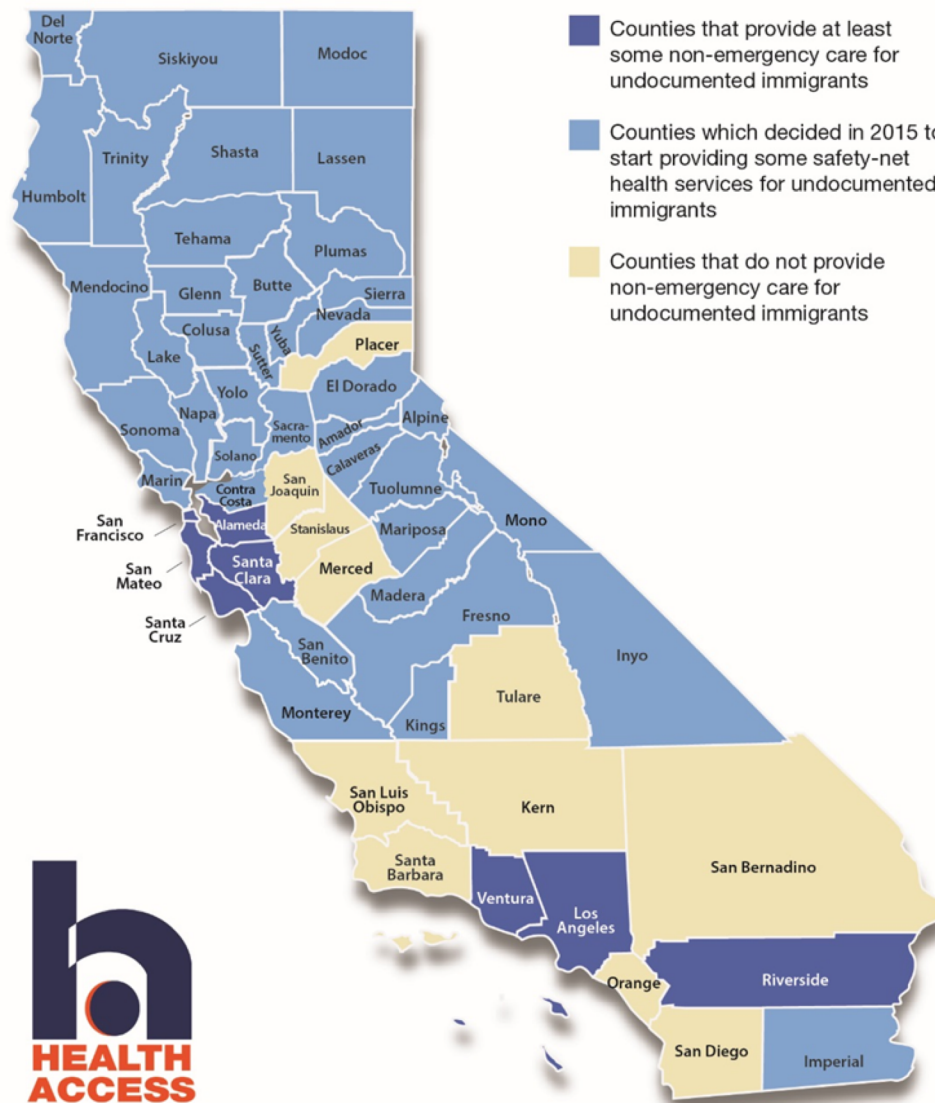 Del
Norte
Siskiyou
Modoc
Counties that provide at least
some non-emergency care for
undocumented immigrants
Humbolt
Trinity
Shasta
Lassen
Counties which decided in 2015 to
start providing some safety-net
health services for undocumented
immigrants
Tehama
Plumas
Mendocino
Glenn
Butte
Sierra
Nevada
Counties that do not provide
non-emergency care for
undocumented immigrants
Colusa
Lake
Sutter
Yuba
Placer
Yolo
El Dorado
Sonoma
Napa
Sacra-
mento
Amador
Alpine
Solano
Calaveras
Marin
Contra
Costa
San
Joaquin
Tuolumne
San
Francisco
Alameda
Stanislaus
Mariposa
Mono
San
Mateo
Santa
Clara
Merced
Madera
Santa
Cruz
Fresno
San
Benito
Inyo
Monterey
Kings
Tulare
San Luis
Obispo
Kern
Santa
Barbara
San Bernadino
Ventura
Los
Angeles
Orange
Riverside
San Diego
Imperial
ha
HEALTH
ACCESS